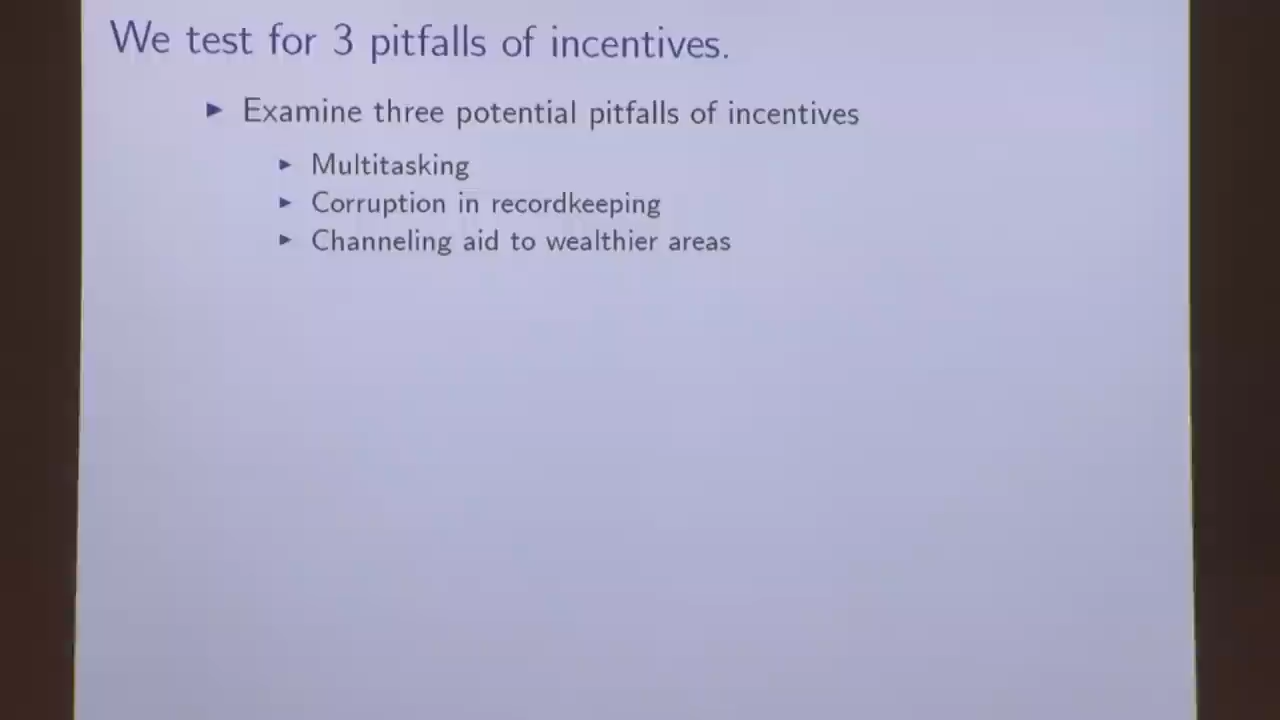 We test for 3 pitfalls of incentives.
Examine three potential pitfalls of incentives
Multitasking
Corruption in recordkeeping
Channeling aid to wealthier areas